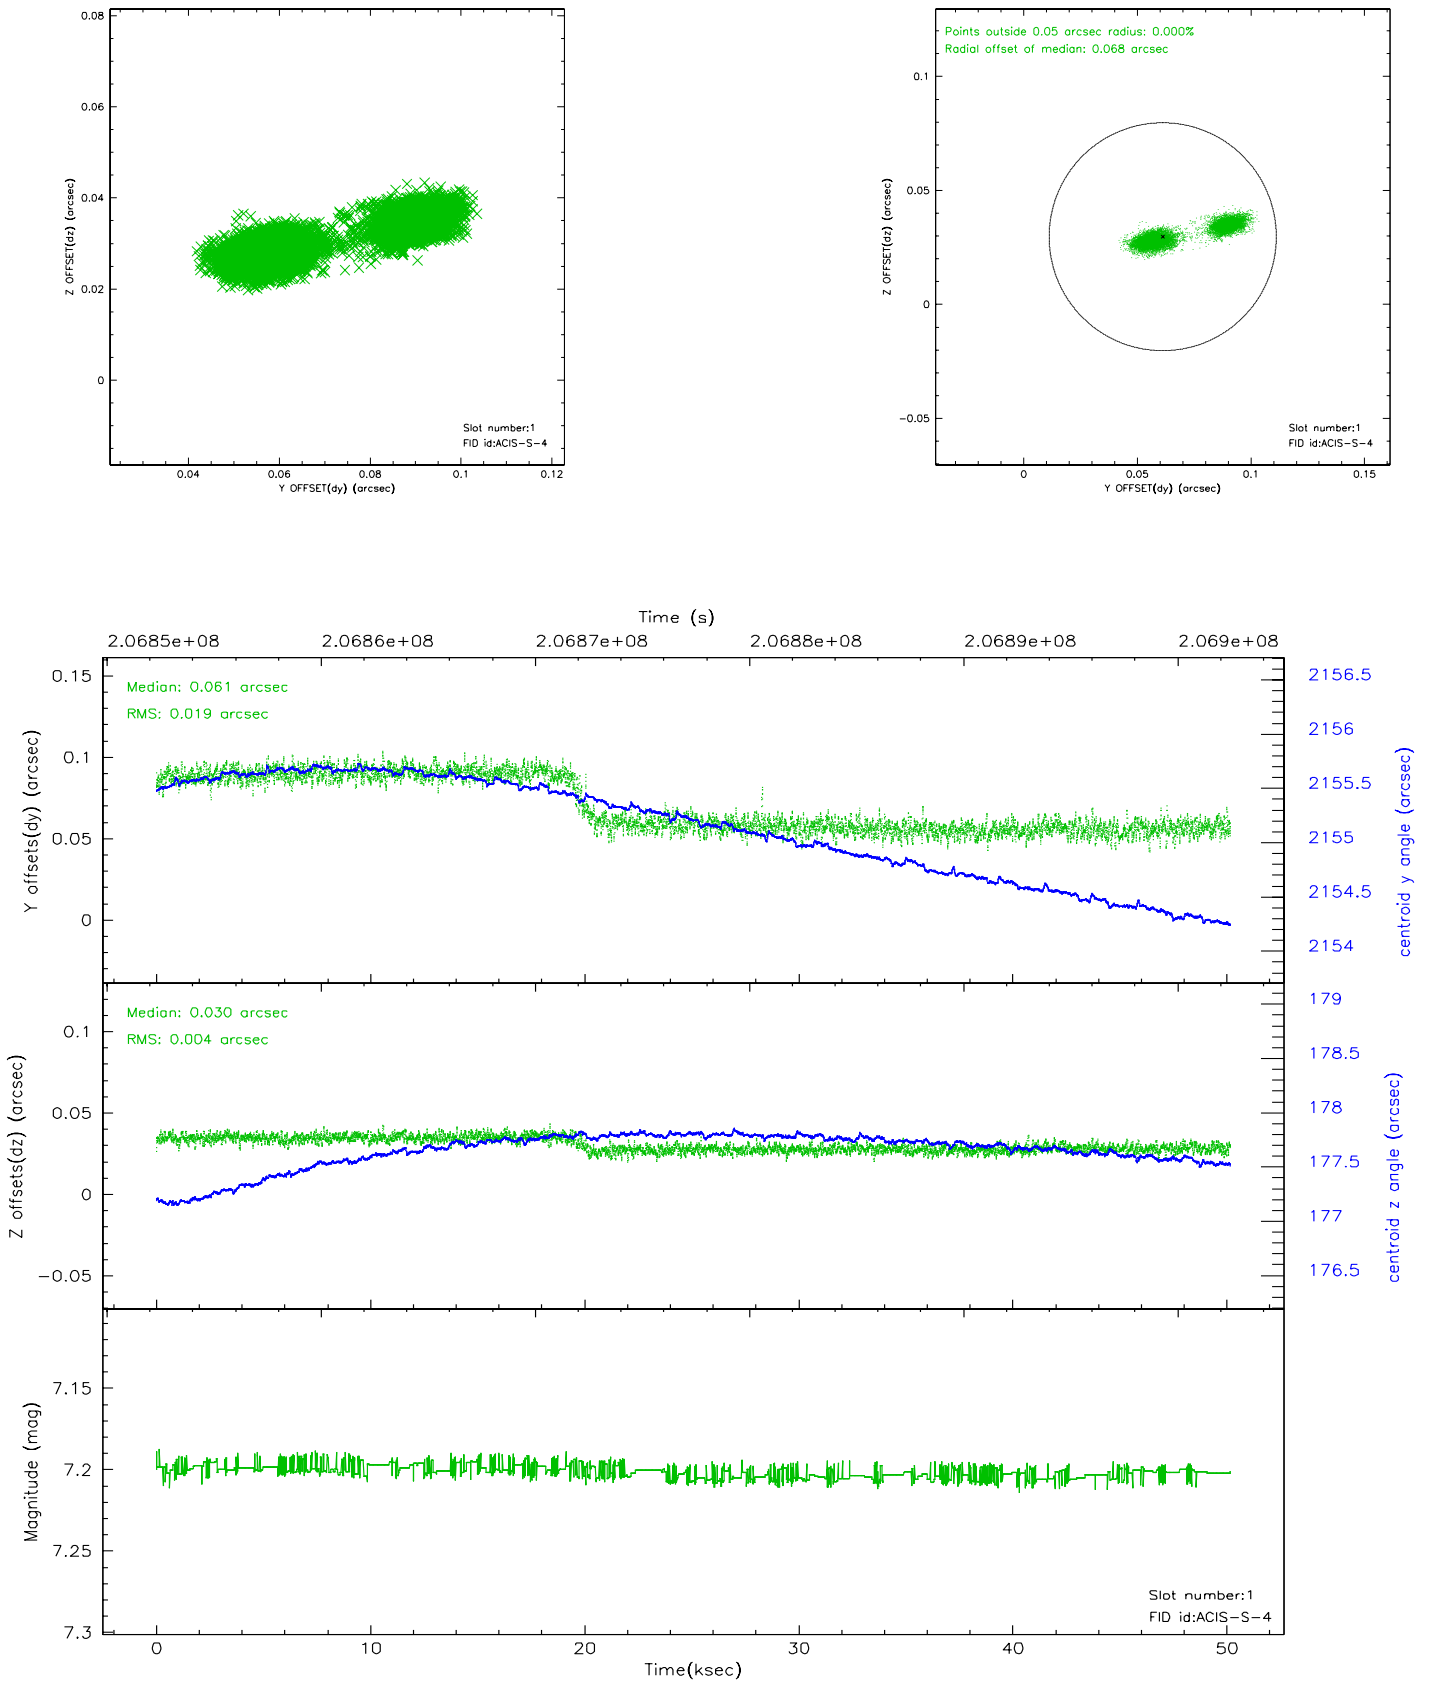 0.08
0.06
0.04
0.02
0
Z OFFSET(dz) (arcsec)
Slot number:1
FID id:ACIS-S-4
0.04 0.06 0.08 0.1 0.12
Y OFFSET(dy) (arcsec)
Points outside 0.05 arcsec radius: 0.000%
Radial offset of median: 0.068 arcsec
0.1
0.05
0
-0.05
Z OFFSET(dz) (arcsec)
Slot number:1
FID id:ACIS-S-4
0 0.05 0.1 0.15
Y OFFSET(dy) (arcsec)
Time (s)
2.0685e+08 2.0686e+08 2.0687e+08 2.0688e+08 2.0689e+08 2.069e+08
Median: 0.061 arcsec
RMS: 0.019 arcsec
0.15
0.1
0.05
0
Y offsets(dy) (arcsec)
2156.5
2156
2155.5
2155
2154.5
2154
centroid y angle (arcsec)
Median: 0.030 arcsec
RMS: 0.004 arcsec
0.1
0.05
0
-0.05
Z offsets(dz) (arcsec)
179
178.5
178
177.5
177
176.5
centroid z angle (arcsec)
7.15
7.2
7.25
7.3
Magnitude (mag)
Slot number:1
FID id:ACIS-S-4
0 10 20 30 40 50
Time(ksec)